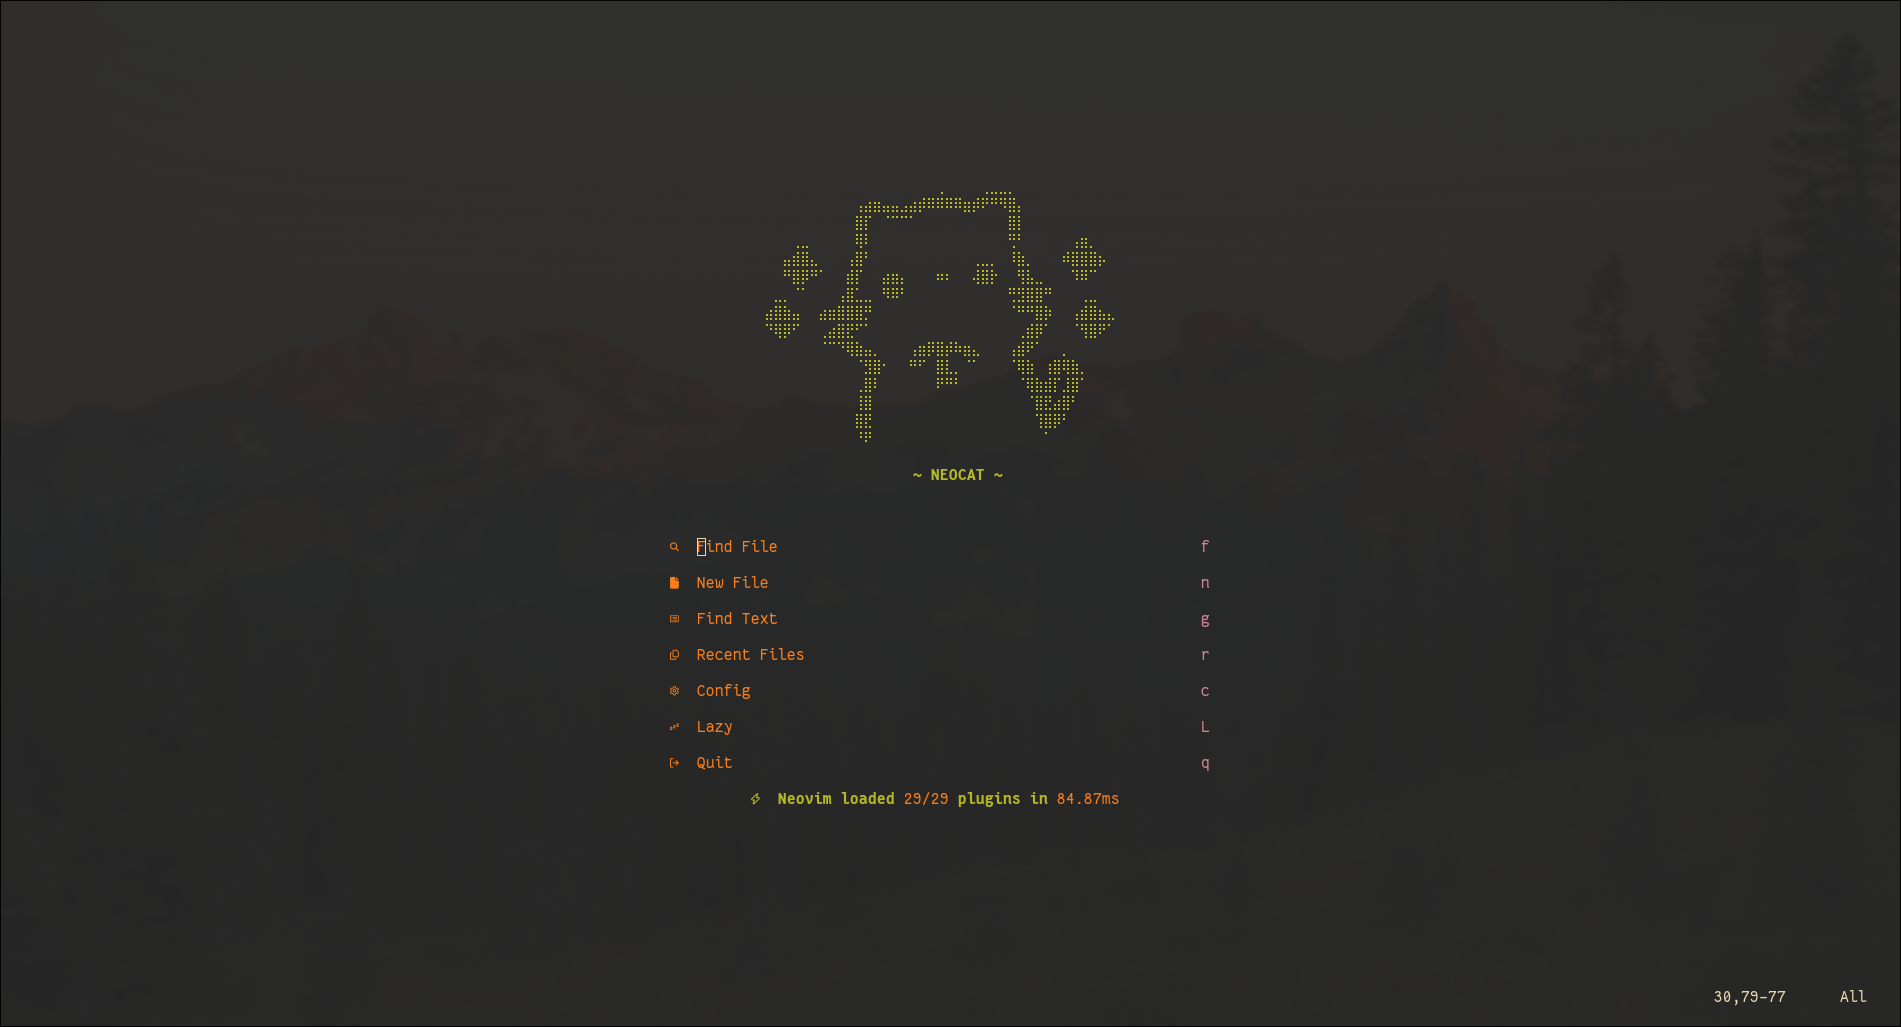 ~ NEOCAT ~
Find File f
New File n
Find Text g
Recent Files r
Config c
Lazy L
Quit q
Neovim loaded 29/29 plugins in 84.87ms
30,79-77 All